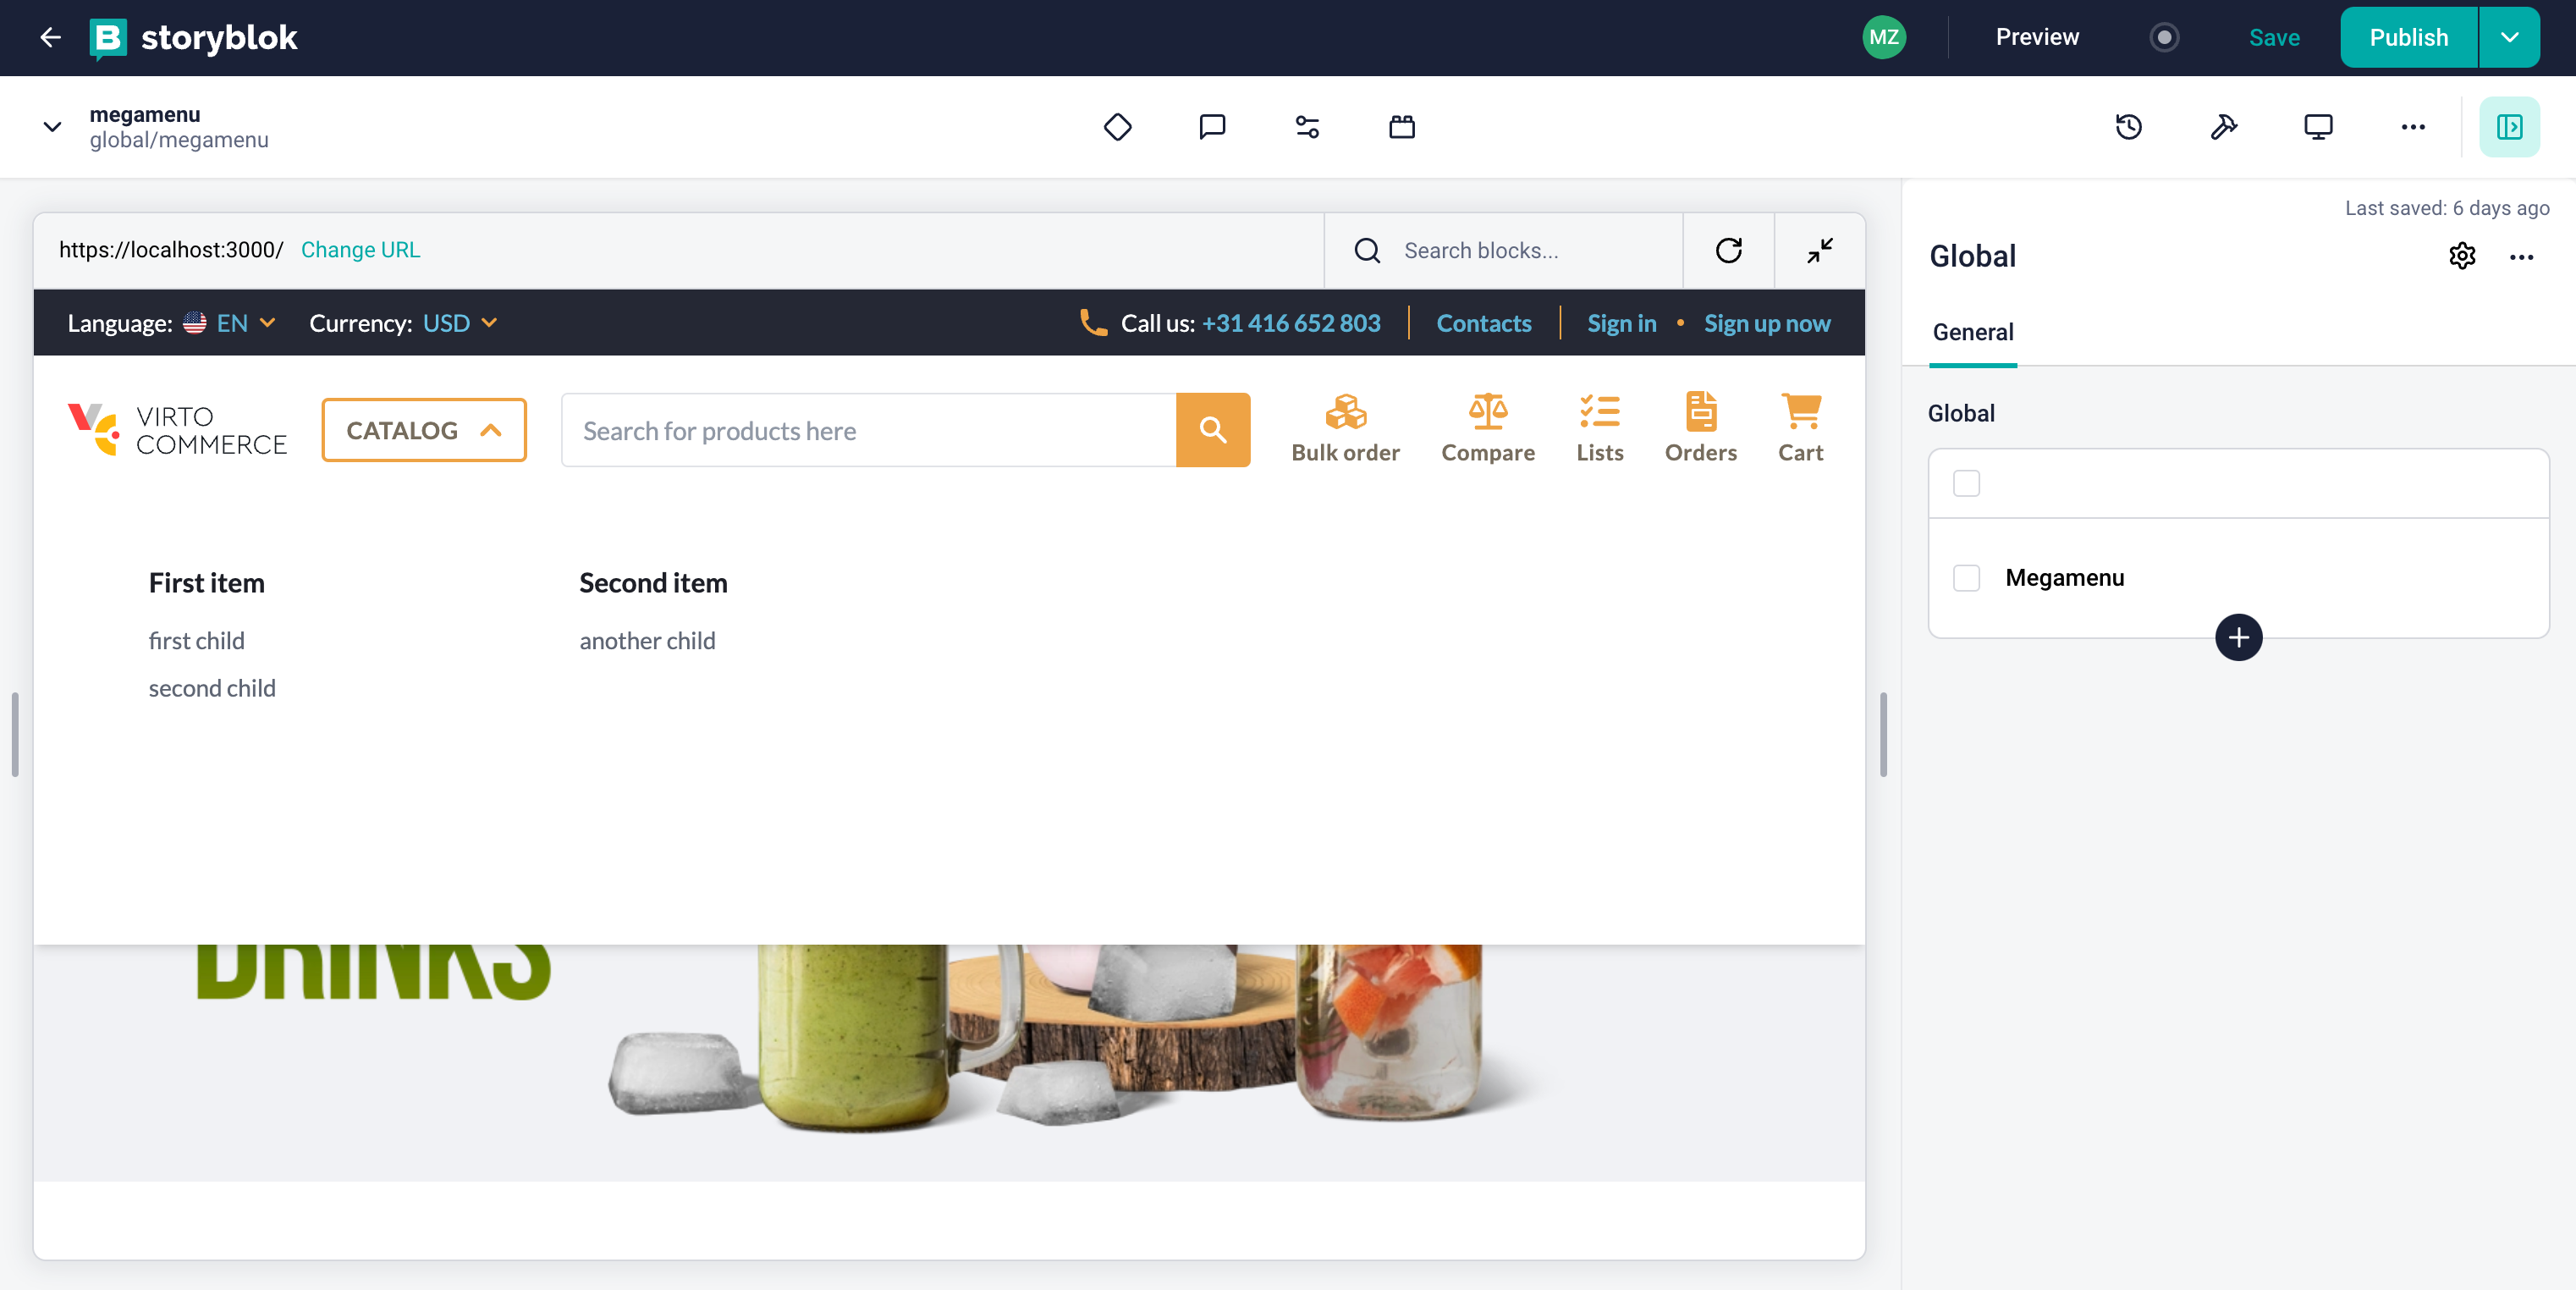 storyblok
MZ
Preview
Save
Publish
megamenu
global/megamenu
https://localhost:3000/ Change URL
Search blocks...
Last saved: 6 days ago
Global
General
Language: EN Currency: USD
Call us: +31 416 652 803 Contacts Sign in • Sign up now
VIRTO
COMMERCE
CATALOG
Search for products here
Bulk order
Compare
Lists
Orders
Cart
Global
Megamenu
First item
first child
second child
Second item
another child
DRINKS